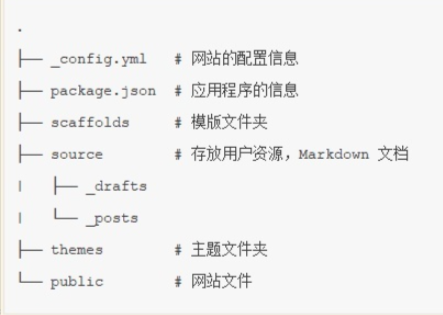 .
├── _config.yml   # 网站的配置信息
├── package.json  # 应用程序的信息
├── scaffolds     # 模版文件夹
├── source        # 存放用户资源，Markdown 文档
|   ├── _drafts
|   └── _posts
├── themes        # 主题文件夹
└── public        # 网站文件